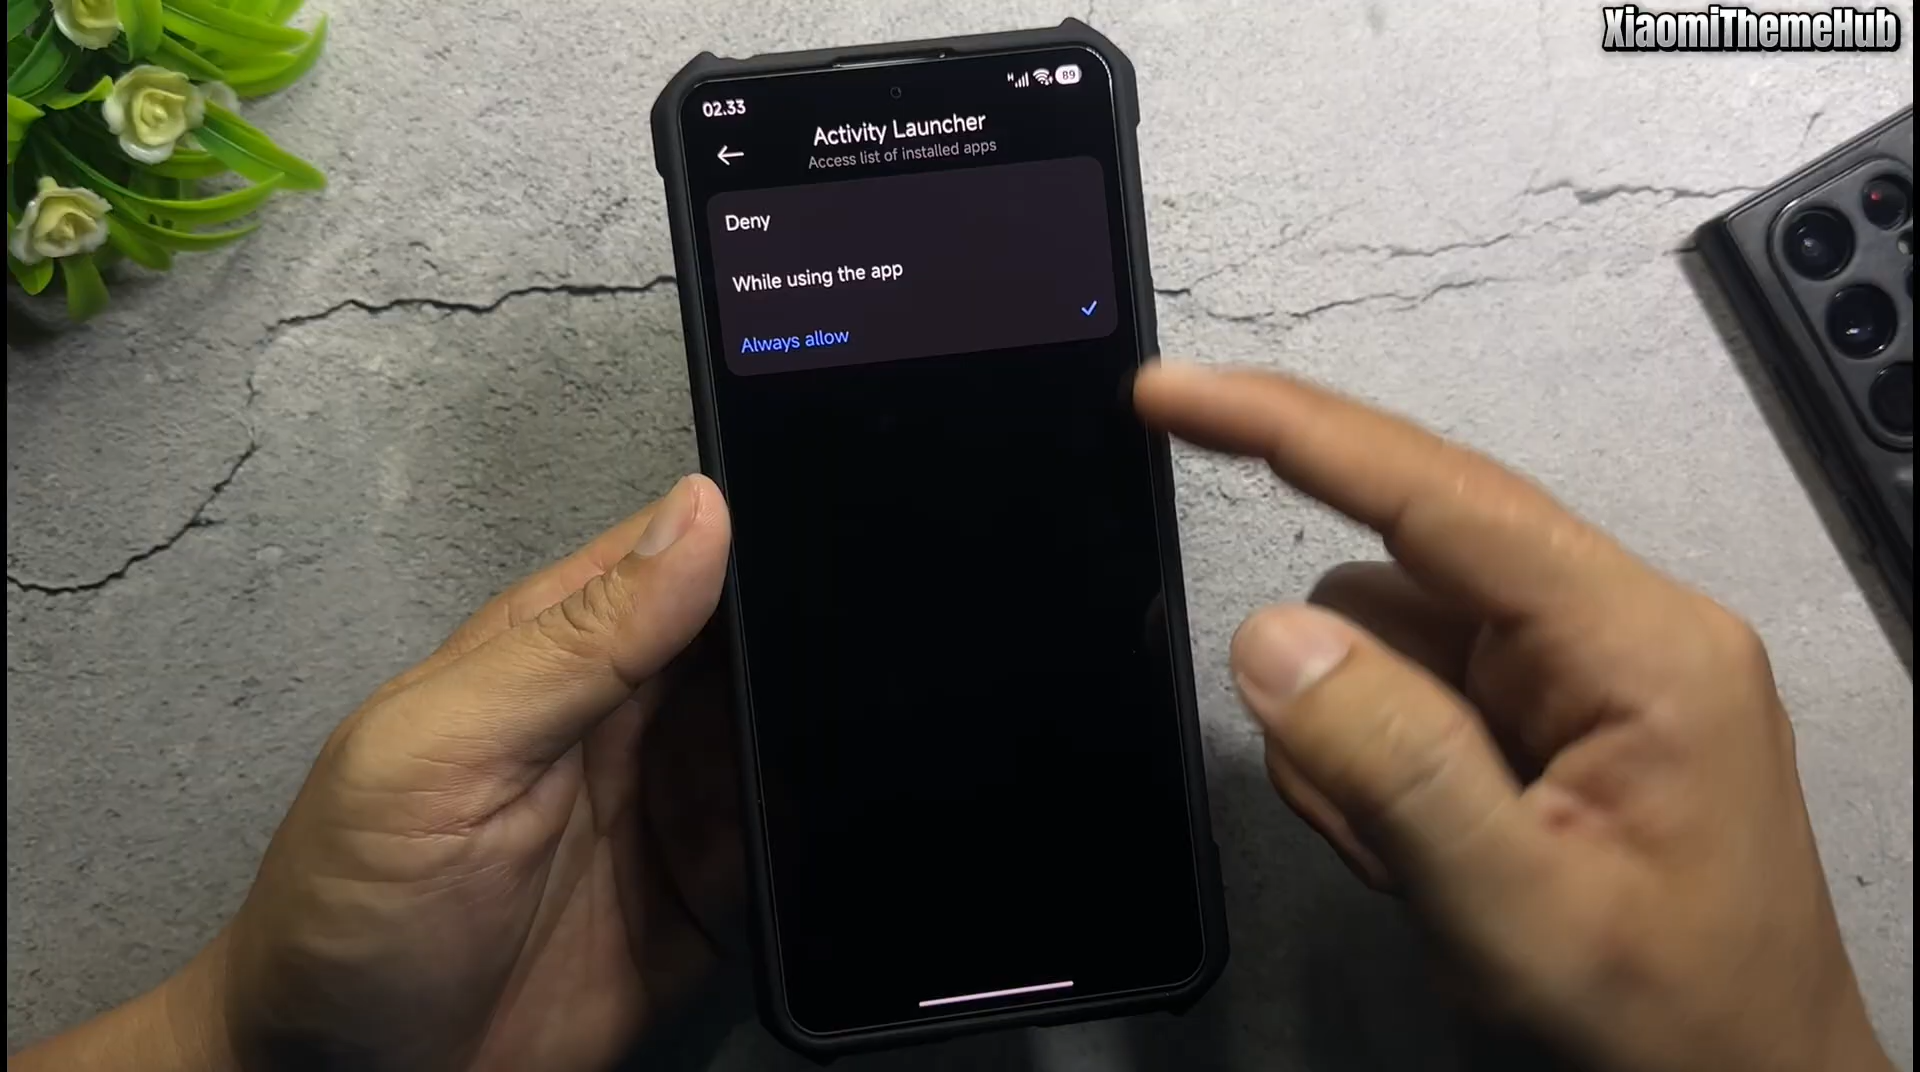 XiaomiThemeHub
02.33
H
89
Activity Launcher
Access list of installed apps
Deny
While using the app
Always allow